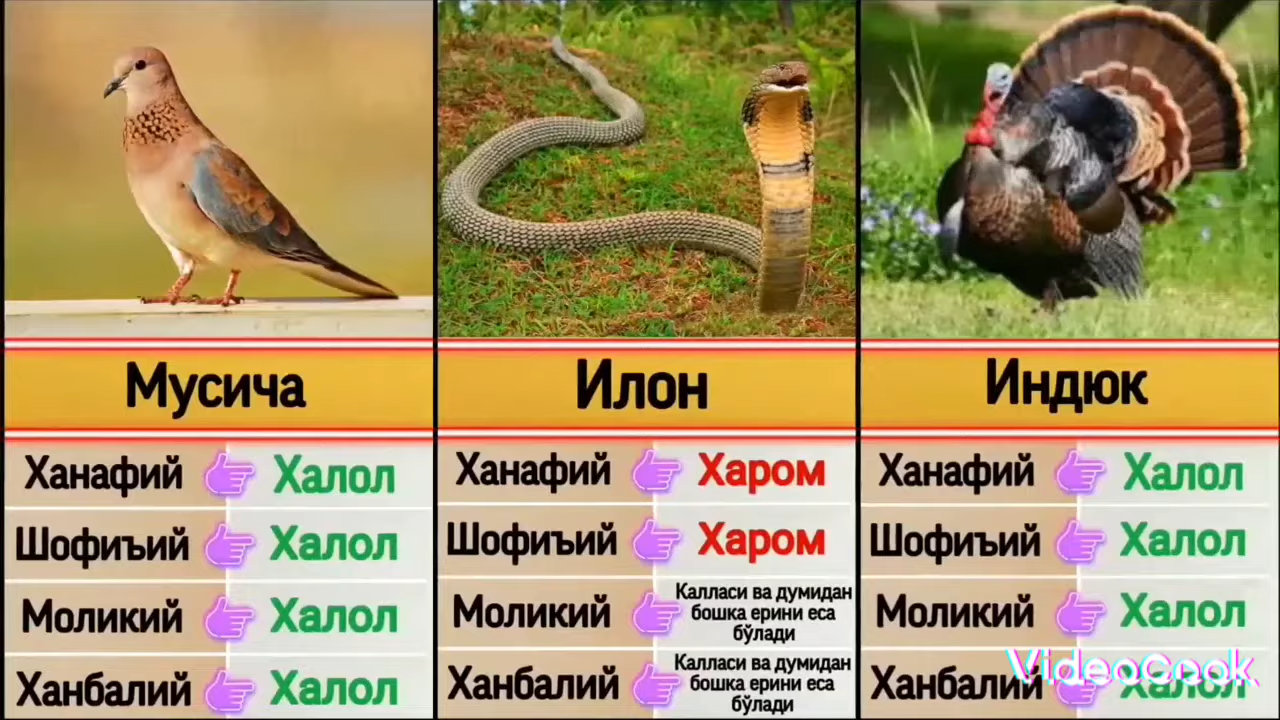 Мусича
Ханафий Халол
Шофиъий Халол
Моликий Халол
Ханбалий Халол
Илон
Ханафий Харом
Шофиъий Харом
Моликий
Калласи ва думидан
бошка ерини еса
бўлади
Ханбалий
Калласи ва думидан
бошка ерини еса
бўлади
Индюк
Ханафий Халол
Шофиъий Халол
Моликий Халол
Ханбалий Халол
VideoCook